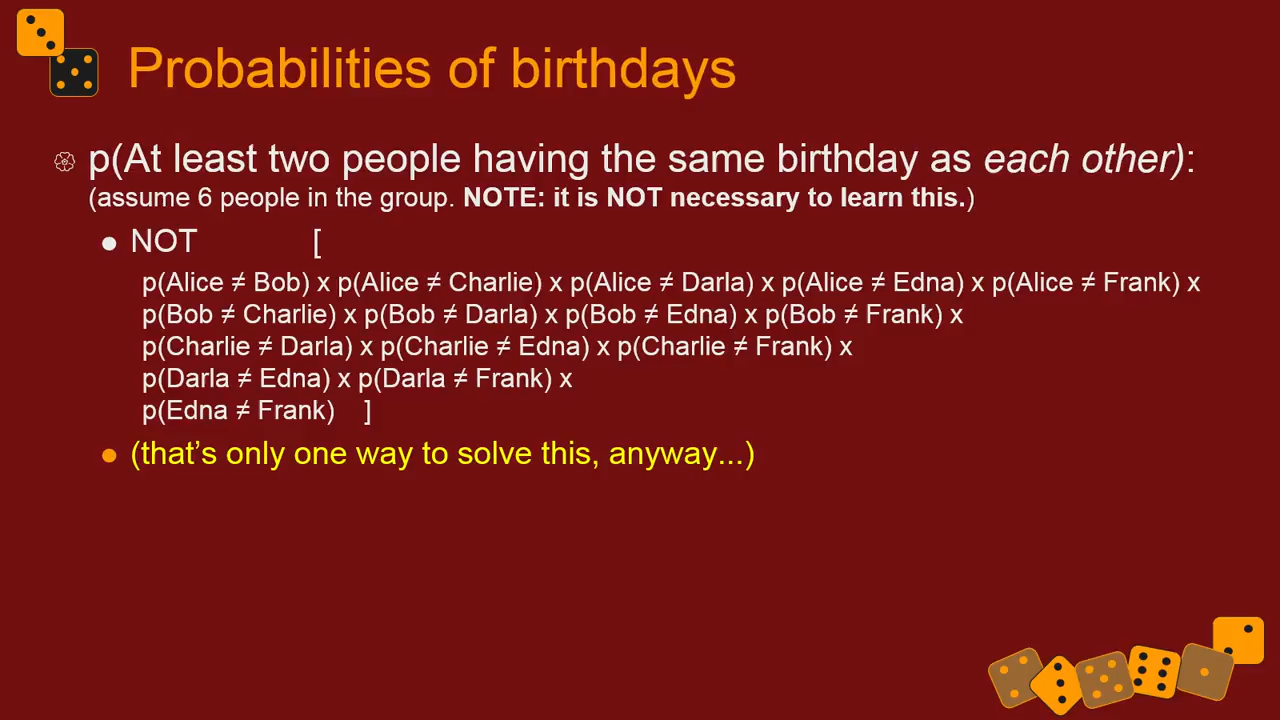 Probabilities of birthdays
p(At least two people having the same birthday as each other):
(assume 6 people in the group. NOTE: it is NOT necessary to learn this.)
NOT [
p(Alice ≠ Bob) x p(Alice ≠ Charlie) x p(Alice ≠ Darla) x p(Alice ≠ Edna) x p(Alice ≠ Frank) x
p(Bob ≠ Charlie) x p(Bob ≠ Darla) x p(Bob ≠ Edna) x p(Bob ≠ Frank) x
p(Charlie ≠ Darla) x p(Charlie ≠ Edna) x p(Charlie ≠ Frank) x
p(Darla ≠ Edna) x p(Darla ≠ Frank) x
p(Edna ≠ Frank) ]
(that’s only one way to solve this, anyway...)